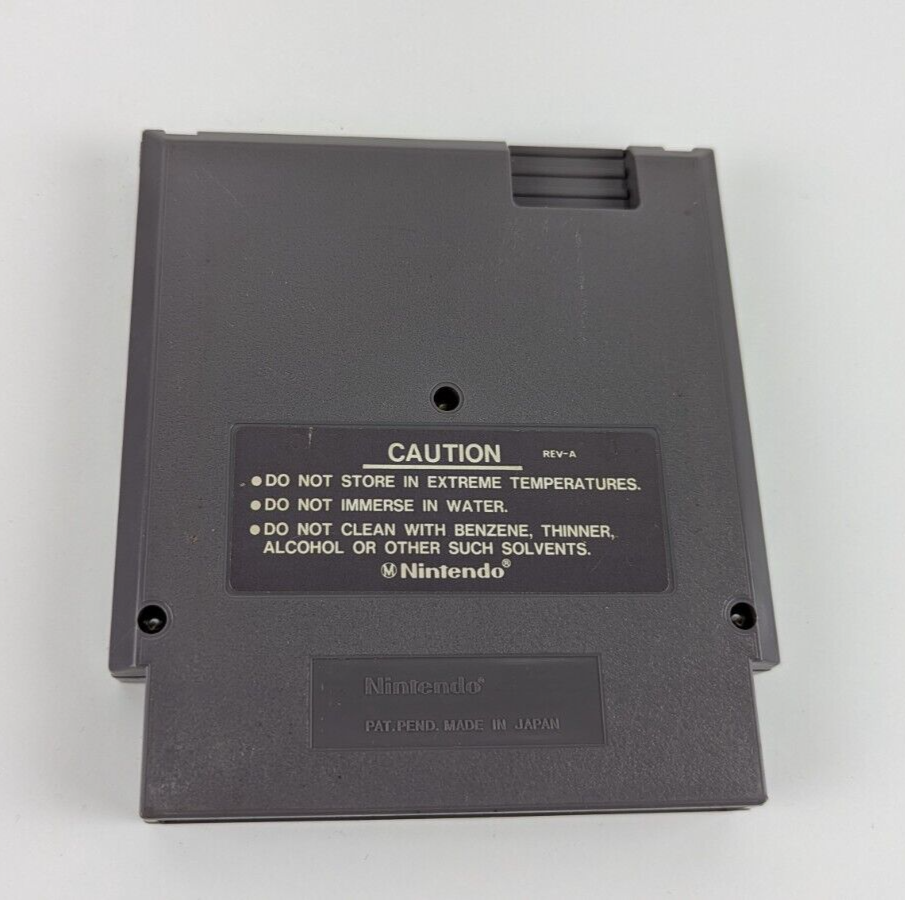 CAUTION REV-A
● DO NOT STORE IN EXTREME TEMPERATURES.
● DO NOT IMMERSE IN WATER.
● DO NOT CLEAN WITH BENZENE, THINNER,
ALCOHOL OR OTHER SUCH SOLVENTS.
Ⓜ Nintendo®
Nintendo®
PAT. PEND. MADE IN JAPAN